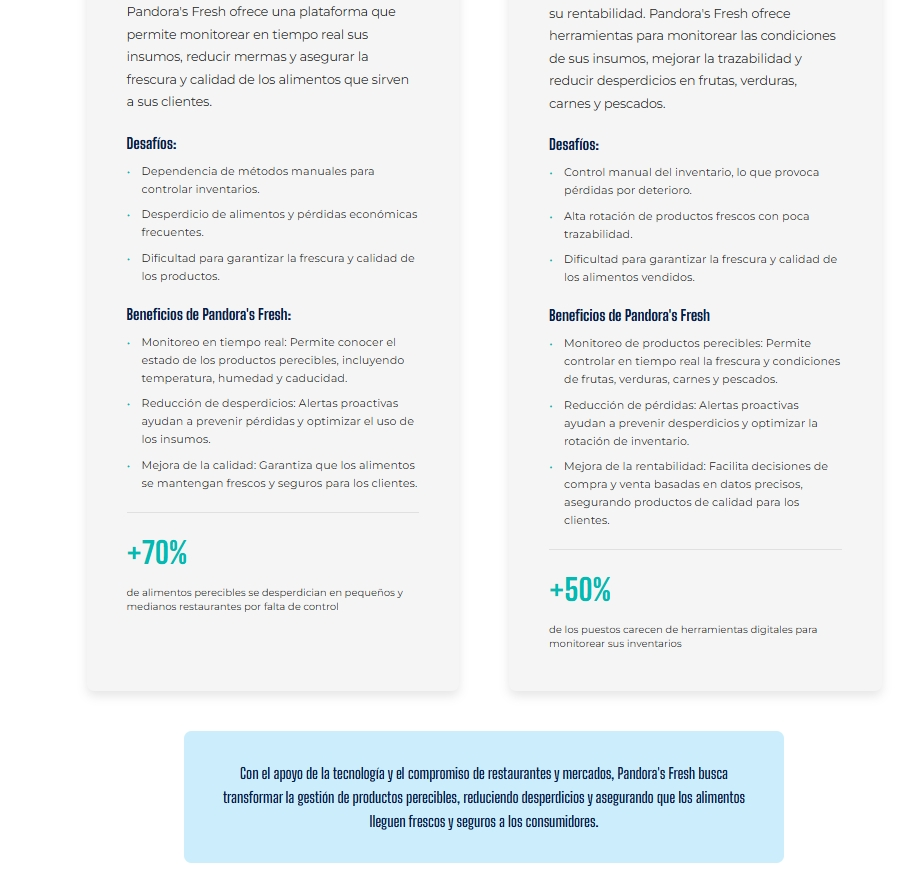 Pandora's Fresh ofrece una plataforma que
permite monitorear en tiempo real sus
insumos, reducir mermas y asegurar la
frescura y calidad de los alimentos que sirven
a sus clientes.
Desafíos:
• Dependencia de métodos manuales para
controlar inventarios.
• Desperdicio de alimentos y pérdidas económicas
frecuentes.
• Dificultad para garantizar la frescura y calidad de
los productos.
Beneficios de Pandora's Fresh:
• Monitoreo en tiempo real: Permite conocer el
estado de los productos perecibles, incluyendo
temperatura, humedad y caducidad.
• Reducción de desperdicios: Alertas proactivas
ayudan a prevenir pérdidas y optimizar el uso de
los insumos.
• Mejora de la calidad: Garantiza que los alimentos
se mantengan frescos y seguros para los clientes.
+70%
de alimentos perecibles se desperdician en pequeños y
medianos restaurantes por falta de control
su rentabilidad. Pandora's Fresh ofrece
herramientas para monitorear las condiciones
de sus insumos, mejorar la trazabilidad y
reducir desperdicios en frutas, verduras,
carnes y pescados.
Desafíos:
• Control manual del inventario, lo que provoca
pérdidas por deterioro.
• Alta rotación de productos frescos con poca
trazabilidad.
• Dificultad para garantizar la frescura y calidad de
los alimentos vendidos.
Beneficios de Pandora's Fresh
• Monitoreo de productos perecibles: Permite
controlar en tiempo real la frescura y condiciones
de frutas, verduras, carnes y pescados.
• Reducción de pérdidas: Alertas proactivas
ayudan a prevenir desperdicios y optimizar la
rotación de inventario.
• Mejora de la rentabilidad: Facilita decisiones de
compra y venta basadas en datos precisos,
asegurando productos de calidad para los
clientes.
+50%
de los puestos carecen de herramientas digitales para
monitorear sus inventarios
Con el apoyo de la tecnología y el compromiso de restaurantes y mercados, Pandora's Fresh busca
transformar la gestión de productos perecibles, reduciendo desperdicios y asegurando que los alimentos
lleguen frescos y seguros a los consumidores.